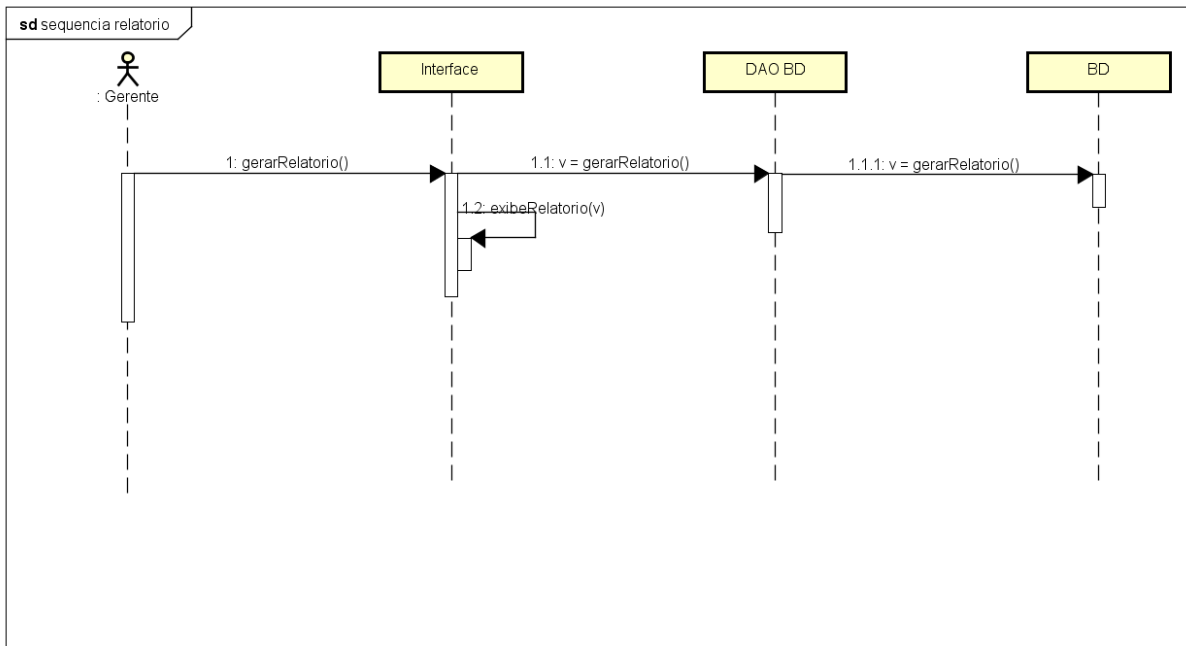 sd sequencia relatorio
: Gerente
Interface
DAO BD
BD
1: gerarRelatorio()
1.1: v = gerarRelatorio()
1.1.1: v = gerarRelatorio()
1.2: exibeRelatorio(v)